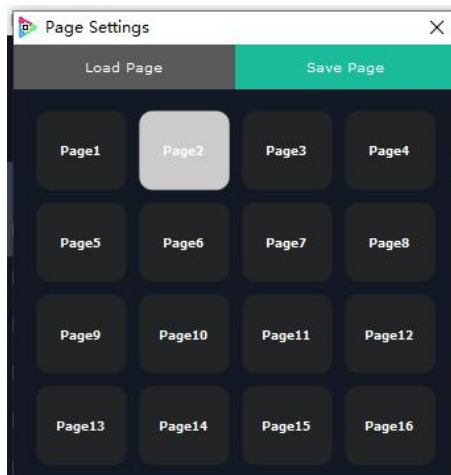 Page Settings
Load Page Save Page
Page1 Page2 Page3 Page4
Page5 Page6 Page7 Page8
Page9 Page10 Page11 Page12
Page13 Page14 Page15 Page16